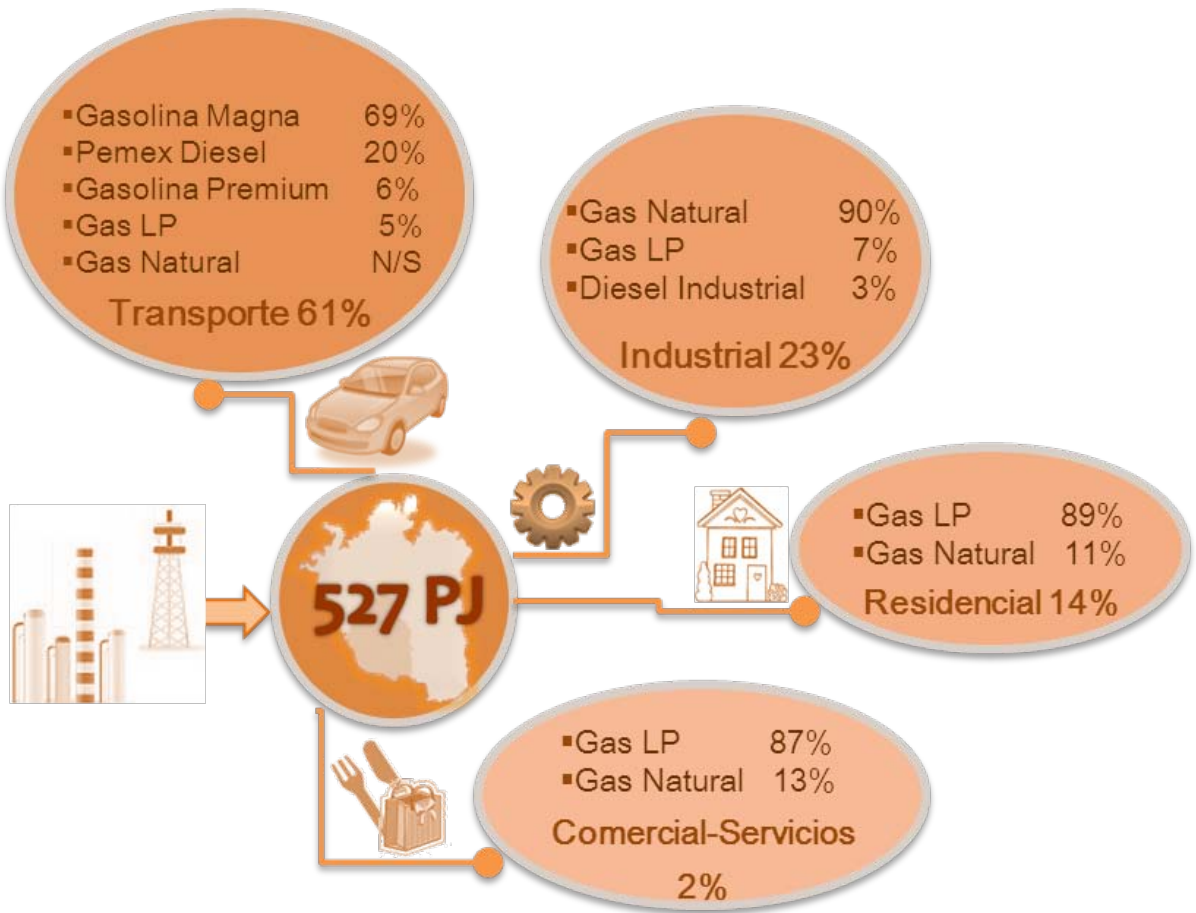 ▪Gasolina Magna 69%
▪Pemex Diesel 20%
▪Gasolina Premium 6%
▪Gas LP 5%
▪Gas Natural N/S
Transporte 61%
▪Gas Natural 90%
▪Gas LP 7%
▪Diesel Industrial 3%
Industrial 23%
▪Gas LP 89%
▪Gas Natural 11%
Residencial 14%
527 PJ
▪Gas LP 87%
▪Gas Natural 13%
Comercial-Servicios
2%